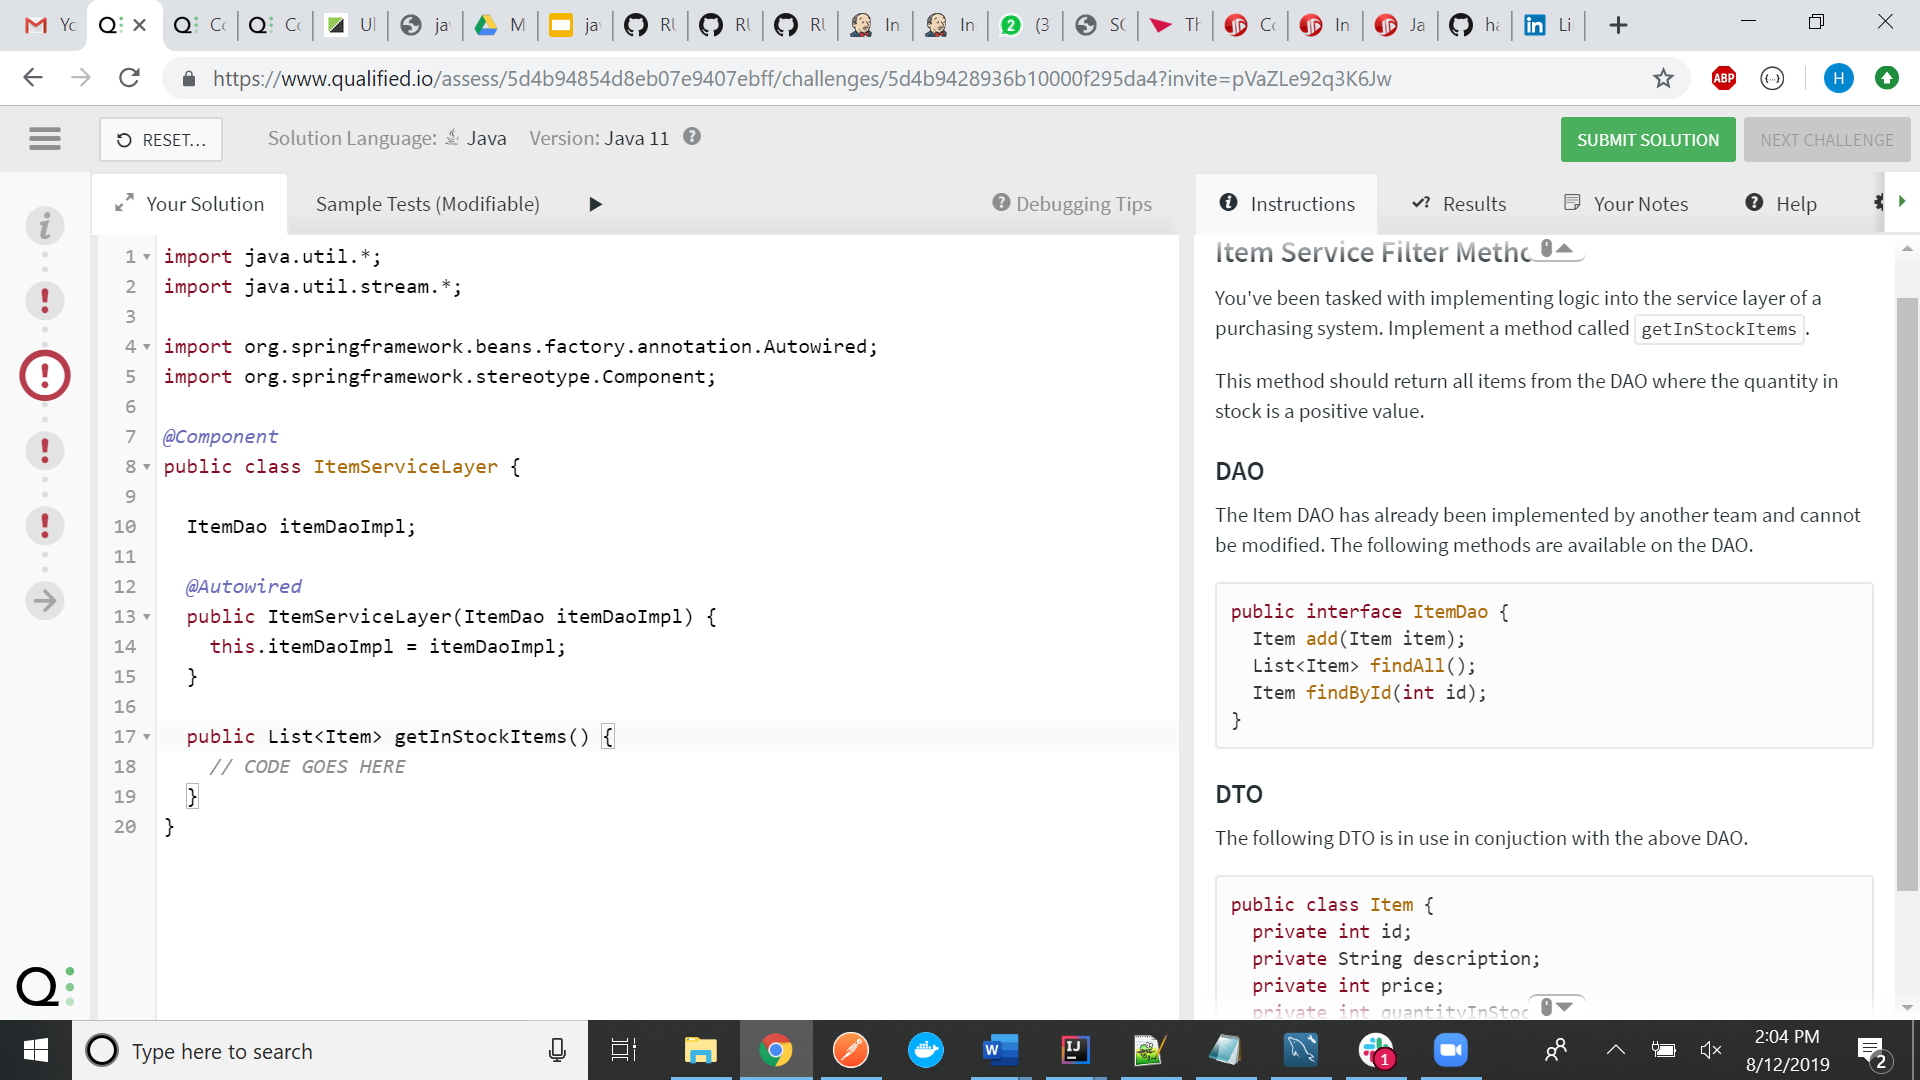 Yc
Q:
Cc
Cc
Ul
ja
M
ja
RU
RU
RU
In
In
2
(3
SC
Th
Cc
In
Ja
ha
in
Li
https://www.qualified.io/assess/5d4b94854d8eb07e9407ebff/challenges/5d4b9428936b10000f295da4?invite=pVaZLe92q3K6Jw
ABP
H
RESET...
Solution Language: Java
Version: Java 11
SUBMIT SOLUTION
NEXT CHALLENGE
Your Solution
Sample Tests (Modifiable)
Debugging Tips
1 import java.util.*;
2 import java.util.stream.*;
3
4 import org.springframework.beans.factory.annotation.Autowired;
5 import org.springframework.stereotype.Component;
6
7 @Component
8 public class ItemServiceLayer {
9
10 ItemDao itemDaoImpl;
11
12 @Autowired
13 public ItemServiceLayer(ItemDao itemDaoImpl) {
14 this.itemDaoImpl = itemDaoImpl;
15 }
16
17 public List<Item> getInStockItems() {
18 // CODE GOES HERE
19 }
20 }
Instructions
Results
Your Notes
Help
Item Service Filter Metho
You've been tasked with implementing logic into the service layer of a
purchasing system. Implement a method called getInStockItems.
This method should return all items from the DAO where the quantity in
stock is a positive value.
DAO
The Item DAO has already been implemented by another team and cannot
be modified. The following methods are available on the DAO.
public interface ItemDao {
Item add(Item item);
List<Item> findAll();
Item findById(int id);
}
DTO
The following DTO is in use in conjuction with the above DAO.
public class Item {
private int id;
private String description;
private int price;
private int quantityInStoc
Q:
Type here to search
W
IJ
1
2:04 PM
8/12/2019
2